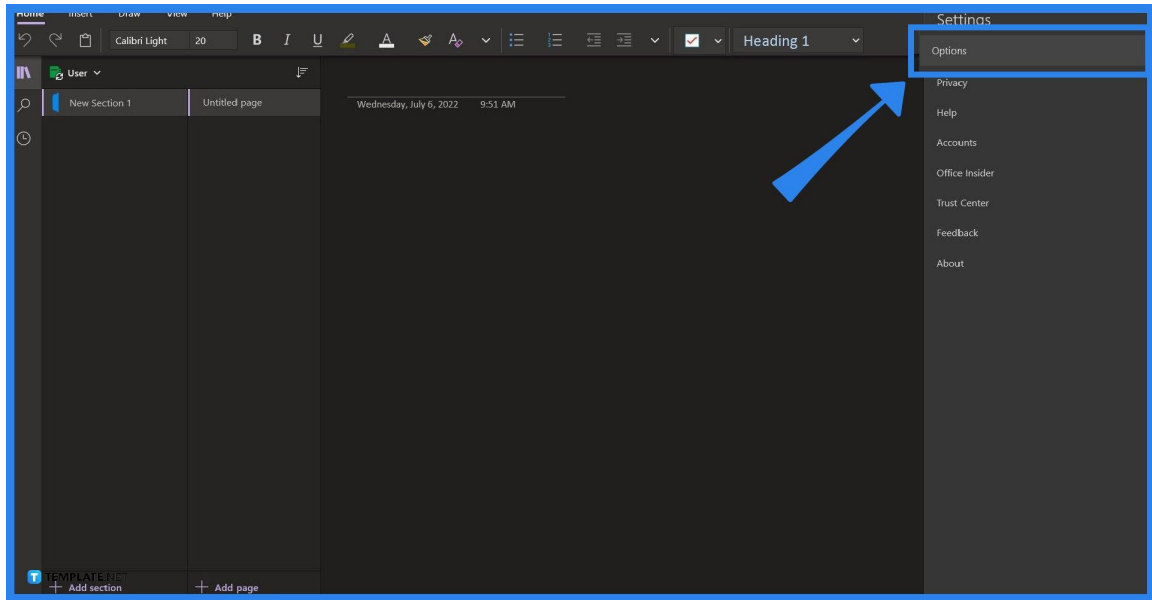 Home Insert Draw View Help
Settings
Calibri Light 20 B I U A A Heading 1
Options
User
Privacy
New Section 1 Untitled page
Wednesday, July 6, 2022 9:51 AM
Help
Accounts
Office Insider
Trust Center
Feedback
About
T TEMPLATE.NET
Add section Add page